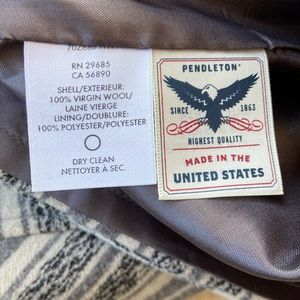 RN 29685
CA 56890
SHELL/EXTERIEUR:
100% VIRGIN WOOL/
LAINE VIERGE
LINING/DOUBLURE:
100% POLYESTER/POLYESTER
DRY CLEAN
NETTOYER À SEC.
PENDLETON®
SINCE 1863
HIGHEST QUALITY
MADE IN THE
UNITED STATES